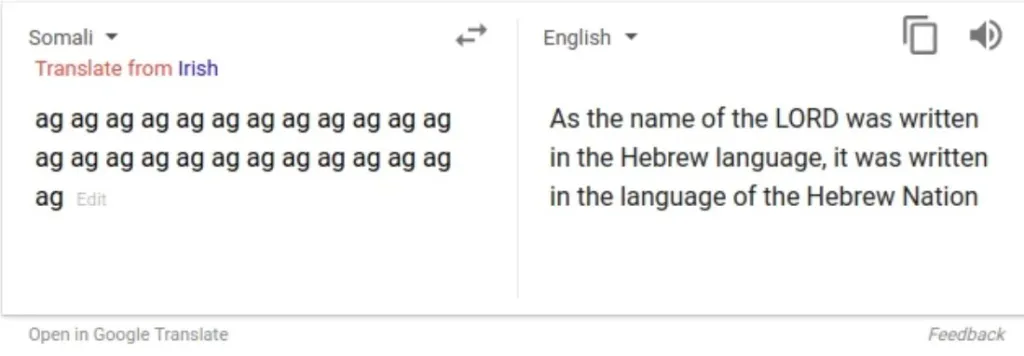 Somali
English
Translate from Irish
ag ag ag ag ag ag ag ag ag ag ag ag
ag ag ag ag ag ag ag ag ag ag ag ag
ag Edit
As the name of the LORD was written
in the Hebrew language, it was written
in the language of the Hebrew Nation
Open in Google Translate
Feedback